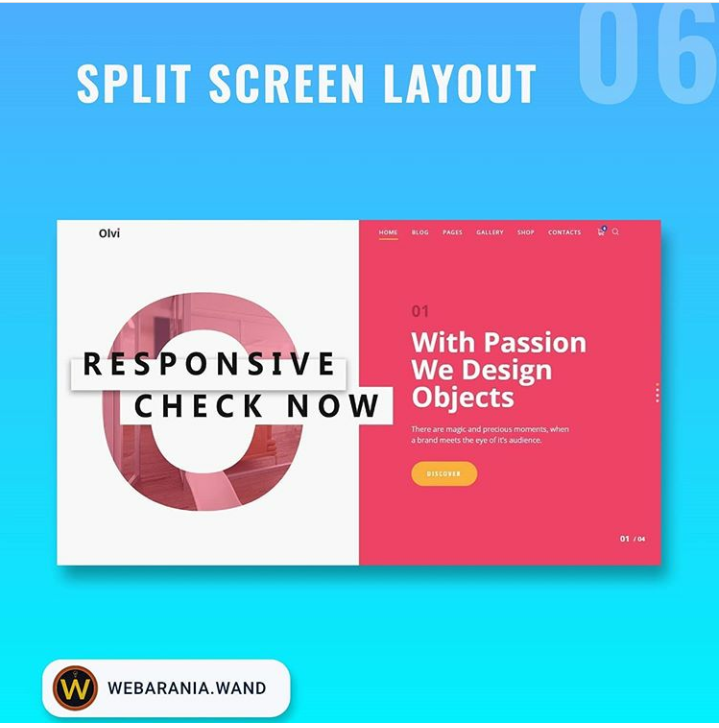 06
SPLIT SCREEN LAYOUT
Olvi
HOME BLOG PAGES GALLERY SHOP CONTACTS
RESPONSIVE
CHECK NOW
01
With Passion
We Design
Objects
There are magic and precious moments, when
a brand meets the eye of it's audience.
DISCOVER
01 / 04
W
WEBARANIA.WAND